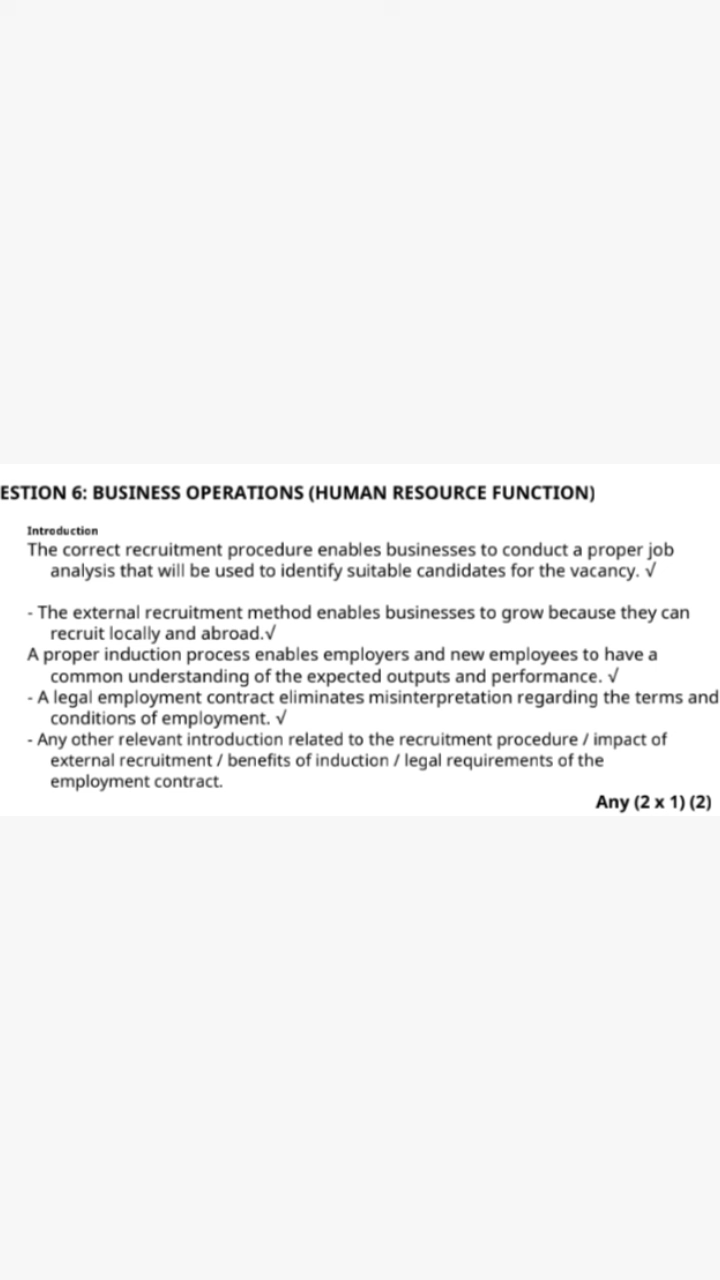 ESTION 6: BUSINESS OPERATIONS (HUMAN RESOURCE FUNCTION)
Introduction
The correct recruitment procedure enables businesses to conduct a proper job
analysis that will be used to identify suitable candidates for the vacancy. √
- The external recruitment method enables businesses to grow because they can
recruit locally and abroad.√
A proper induction process enables employers and new employees to have a
common understanding of the expected outputs and performance. √
- A legal employment contract eliminates misinterpretation regarding the terms and
conditions of employment. √
- Any other relevant introduction related to the recruitment procedure / impact of
external recruitment / benefits of induction / legal requirements of the
employment contract.
Any (2 x 1) (2)